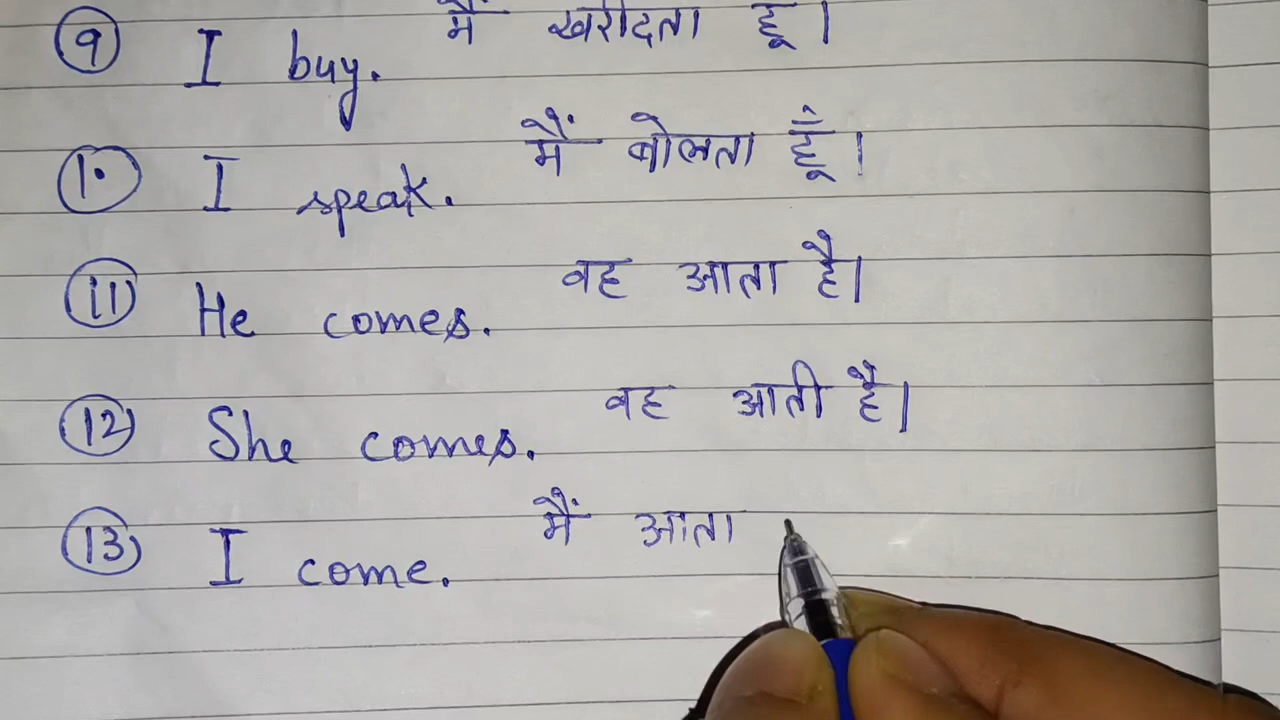 9 I buy. मैं खरीदता हूँ।
10 I speak. मैं बोलता हूँ।
11 He comes. वह आता है।
12 She comes. वह आती है।
13 I come. मैं आता